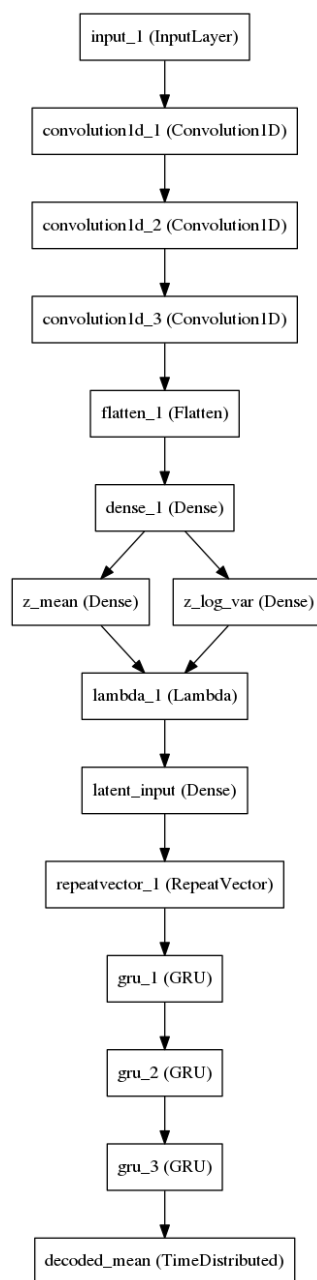 input_1 (InputLayer)
convolution1d_1 (Convolution1D)
convolution1d_2 (Convolution1D)
convolution1d_3 (Convolution1D)
flatten_1 (Flatten)
dense_1 (Dense)
z_mean (Dense)
z_log_var (Dense)
lambda_1 (Lambda)
latent_input (Dense)
repeatvector_1 (RepeatVector)
gru_1 (GRU)
gru_2 (GRU)
gru_3 (GRU)
decoded_mean (TimeDistributed)